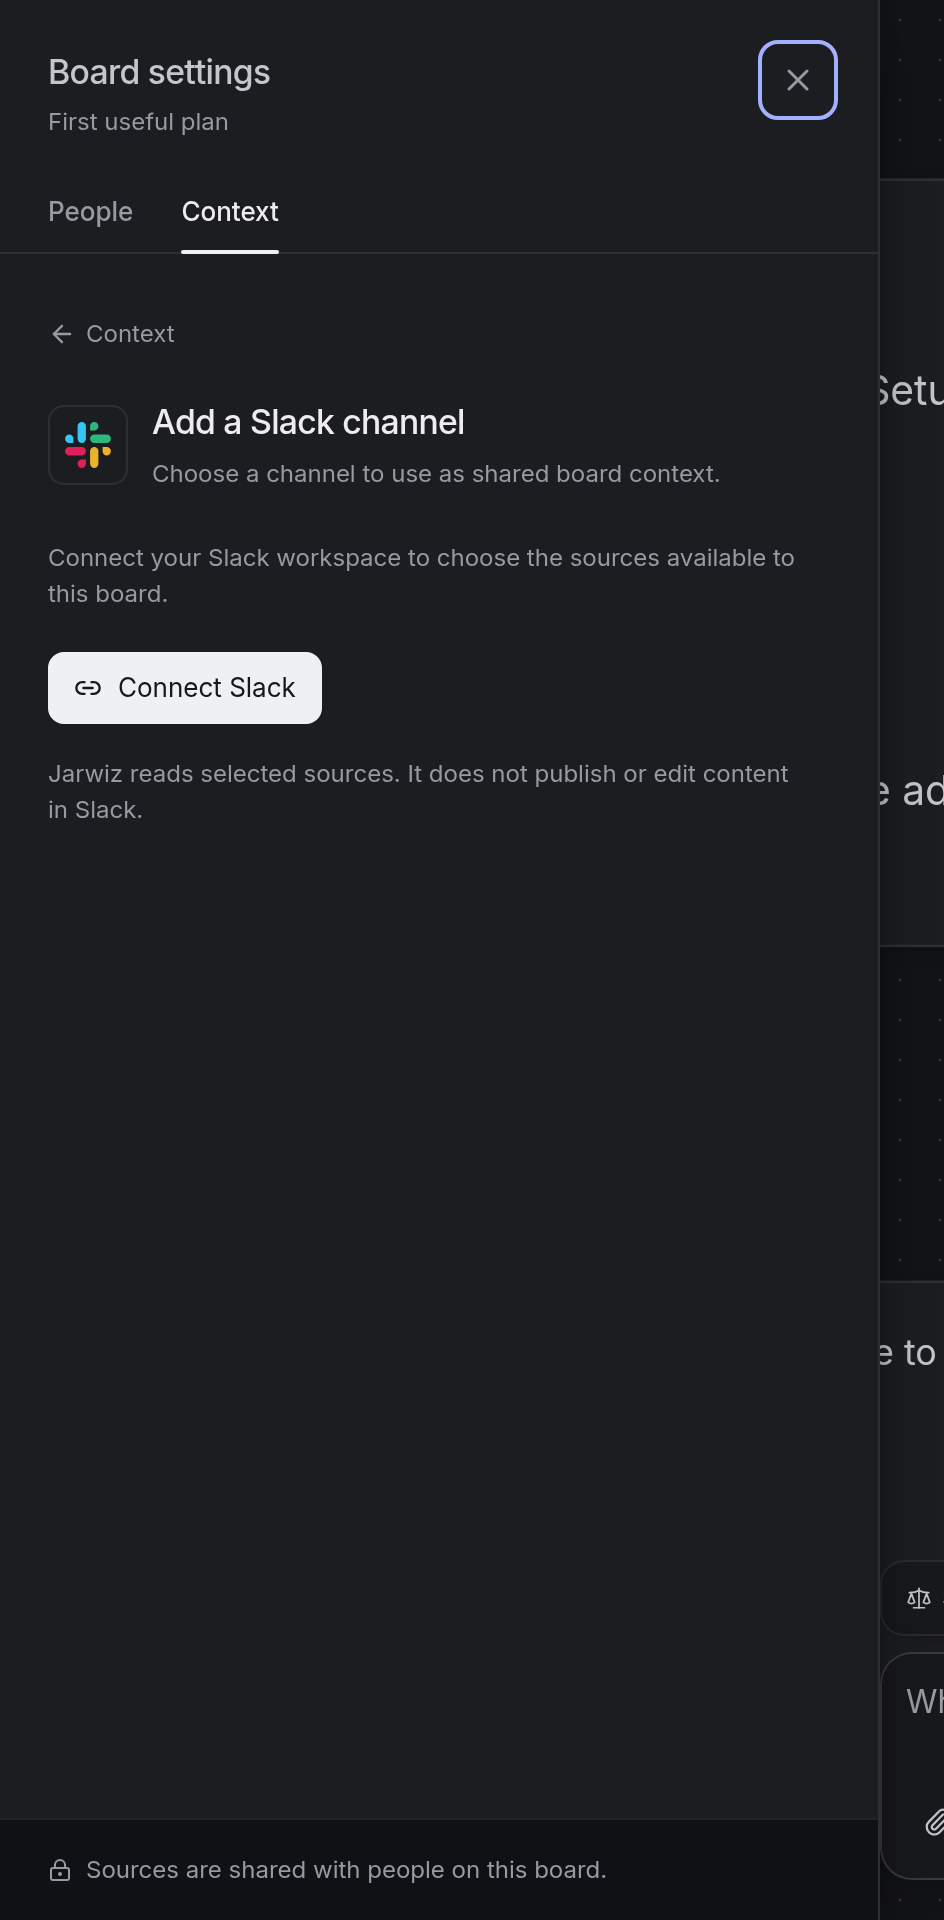 Board settings
First useful plan
People
Context
Context
Add a Slack channel
Choose a channel to use as shared board context.
Connect your Slack workspace to choose the sources available to
this board.
Connect Slack
Jarwiz reads selected sources. It does not publish or edit content
in Slack.
Sources are shared with people on this board.
to